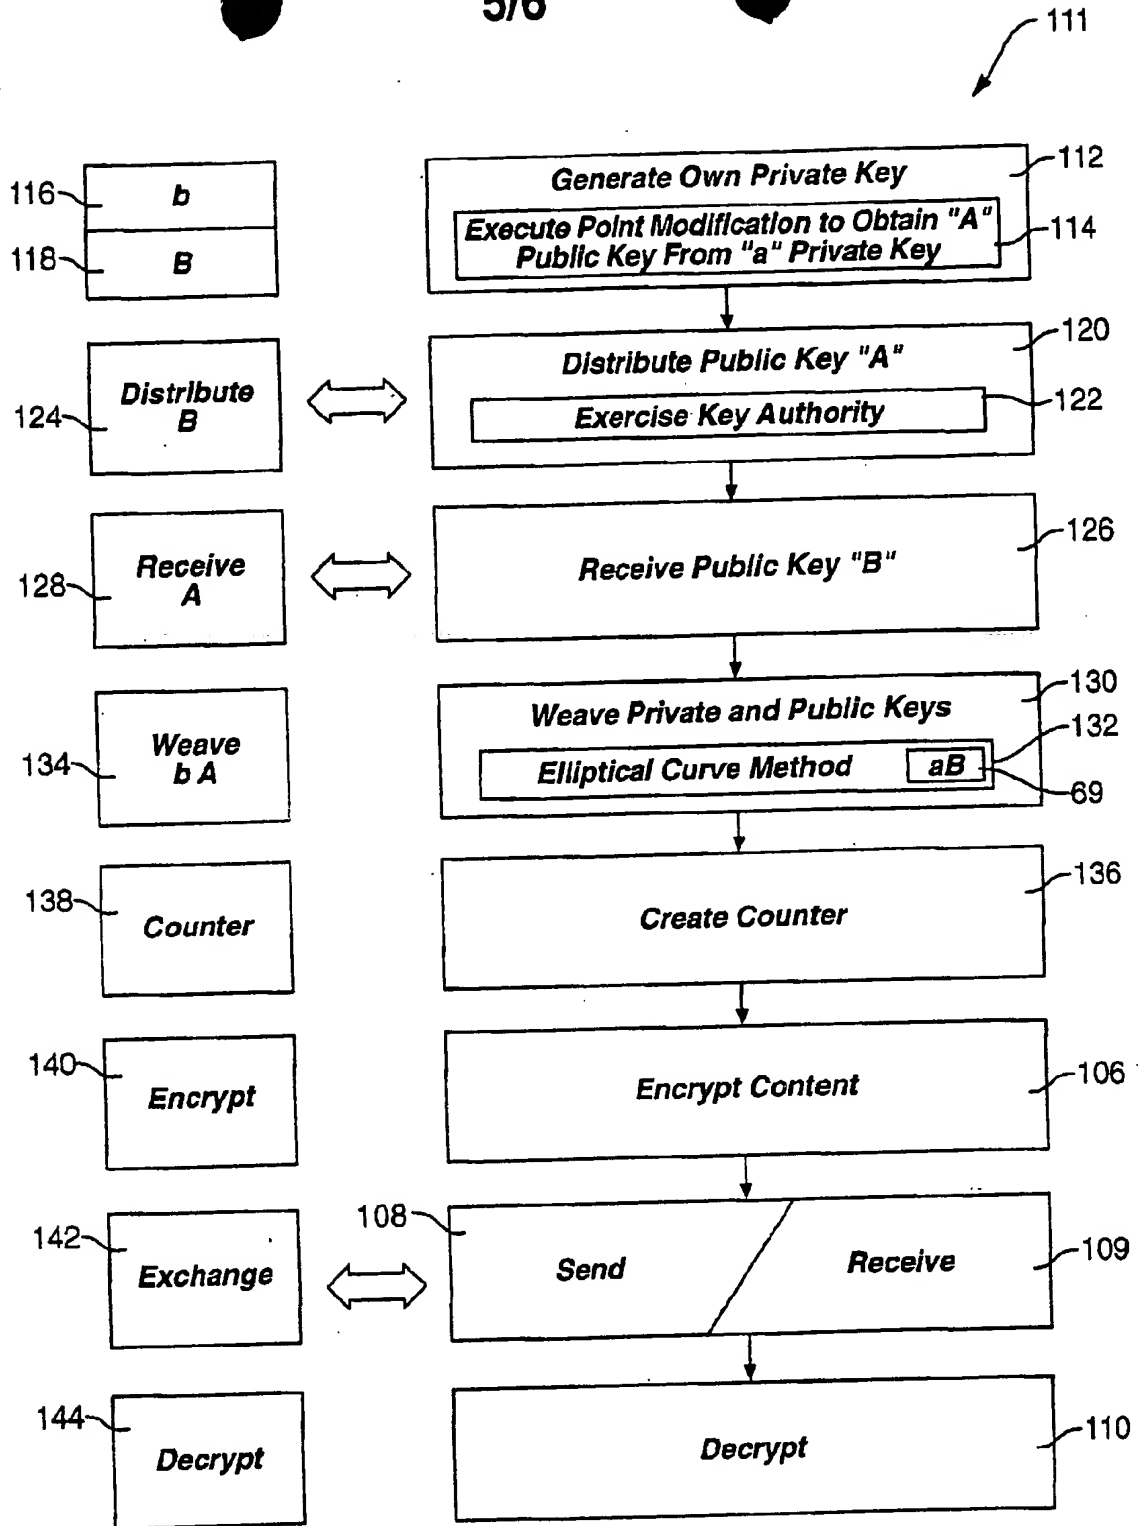 5/6
111
116
b
118
B
Generate Own Private Key
112
Execute Point Modification to Obtain "A"
Public Key From "a" Private Key
114
124
Distribute
B
Distribute Public Key "A"
120
Exercise Key Authority
122
128
Receive
A
Receive Public Key "B"
126
134
Weave
b A
Weave Private and Public Keys
130
Elliptical Curve Method
aB
132
69
138
Counter
Create Counter
136
140
Encrypt
Encrypt Content
106
142
Exchange
108
Send
Receive
109
144
Decrypt
Decrypt
110